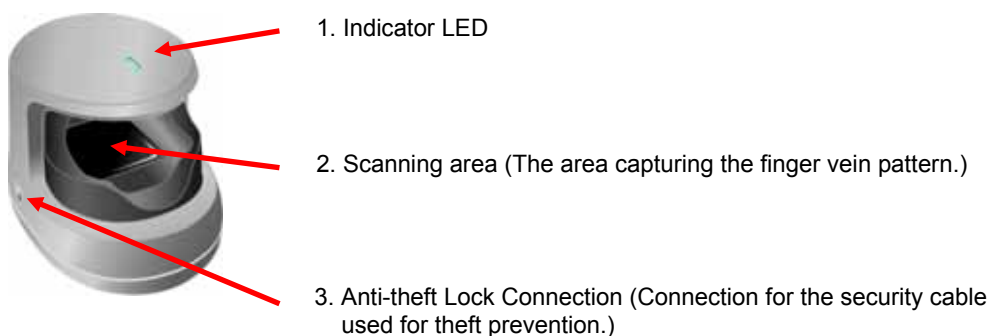 1. Indicator LED
2. Scanning area (The area capturing the finger vein pattern.)
3. Anti-theft Lock Connection (Connection for the security cable
used for theft prevention.)